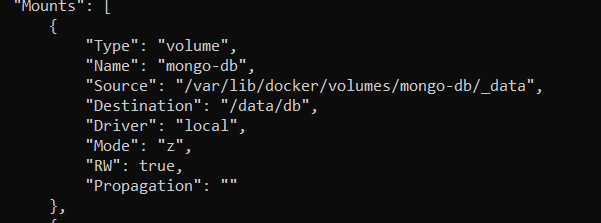 "Mounts": [
{
"Type": "volume",
"Name": "mongo-db",
"Source": "/var/lib/docker/volumes/mongo-db/_data",
"Destination": "/data/db",
"Driver": "local",
"Mode": "z",
"RW": true,
"Propagation": ""
},
{